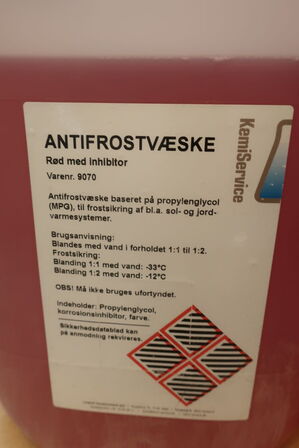 ANTIFROSTVÆSKE
Rød med inhibitor
Varenr. 9070
Antifrostvæske baseret på propylenglycol
(MPG), til frostsikring af bl.a. sol- og jord-
varmesystemer.
Brugsanvisning:
Blandes med vand i forholdet 1:1 til 1:2.
Frostsikring:
Blanding 1:1 med vand: -33°C
Blanding 1:2 med vand: -12°C
OBS! Må ikke bruges ufortyndet.
Indeholder: Propylenglycol,
korrosionsinhibitor, farve.
Sikkerhedsdatablad kan
på anmodning rekvireres.
KemiService